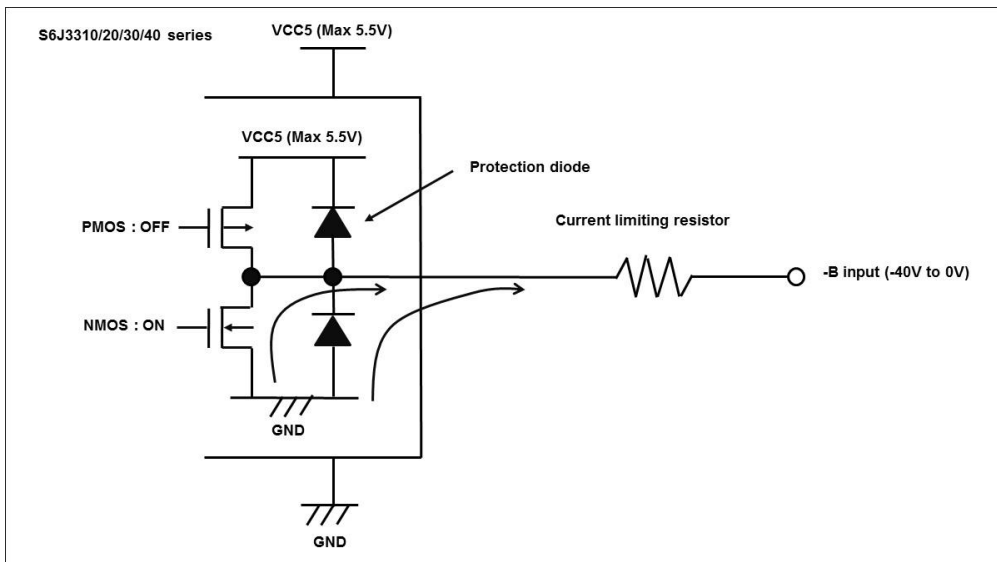 S6J3310/20/30/40 series
VCC5 (Max 5.5V)
VCC5 (Max 5.5V)
Protection diode
Current limiting resistor
PMOS : OFF
-B input (-40V to 0V)
NMOS : ON
GND
GND